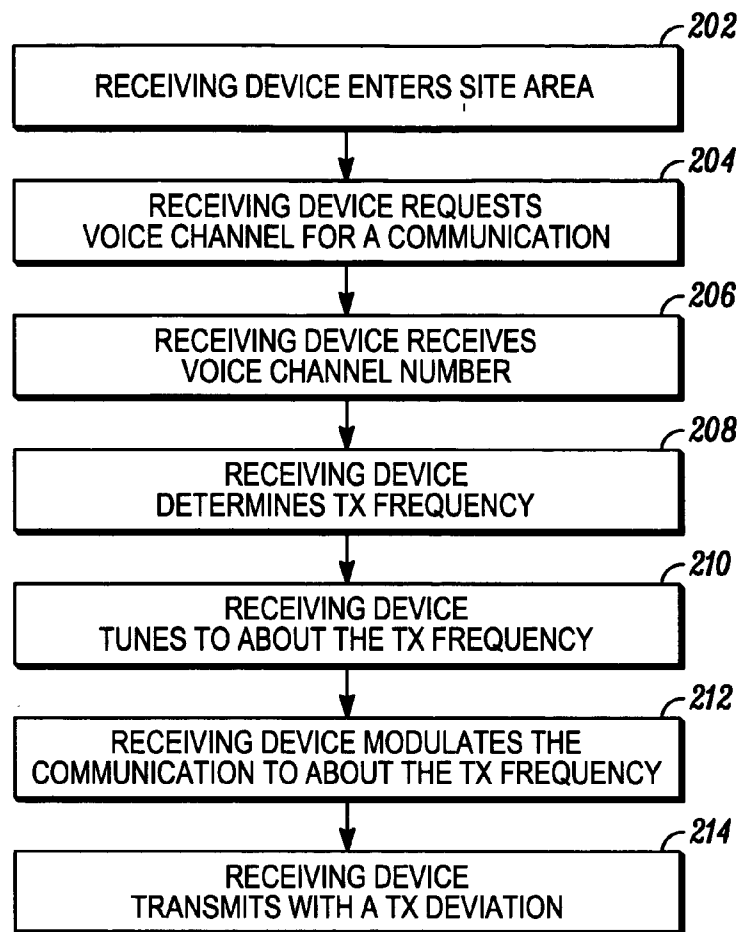 202
RECEIVING DEVICE ENTERS SITE AREA
204
RECEIVING DEVICE REQUESTS
VOICE CHANNEL FOR A COMMUNICATION
206
RECEIVING DEVICE RECEIVES
VOICE CHANNEL NUMBER
208
RECEIVING DEVICE
DETERMINES TX FREQUENCY
210
RECEIVING DEVICE
TUNES TO ABOUT THE TX FREQUENCY
212
RECEIVING DEVICE MODULATES THE
COMMUNICATION TO ABOUT THE TX FREQUENCY
214
RECEIVING DEVICE
TRANSMITS WITH A TX DEVIATION